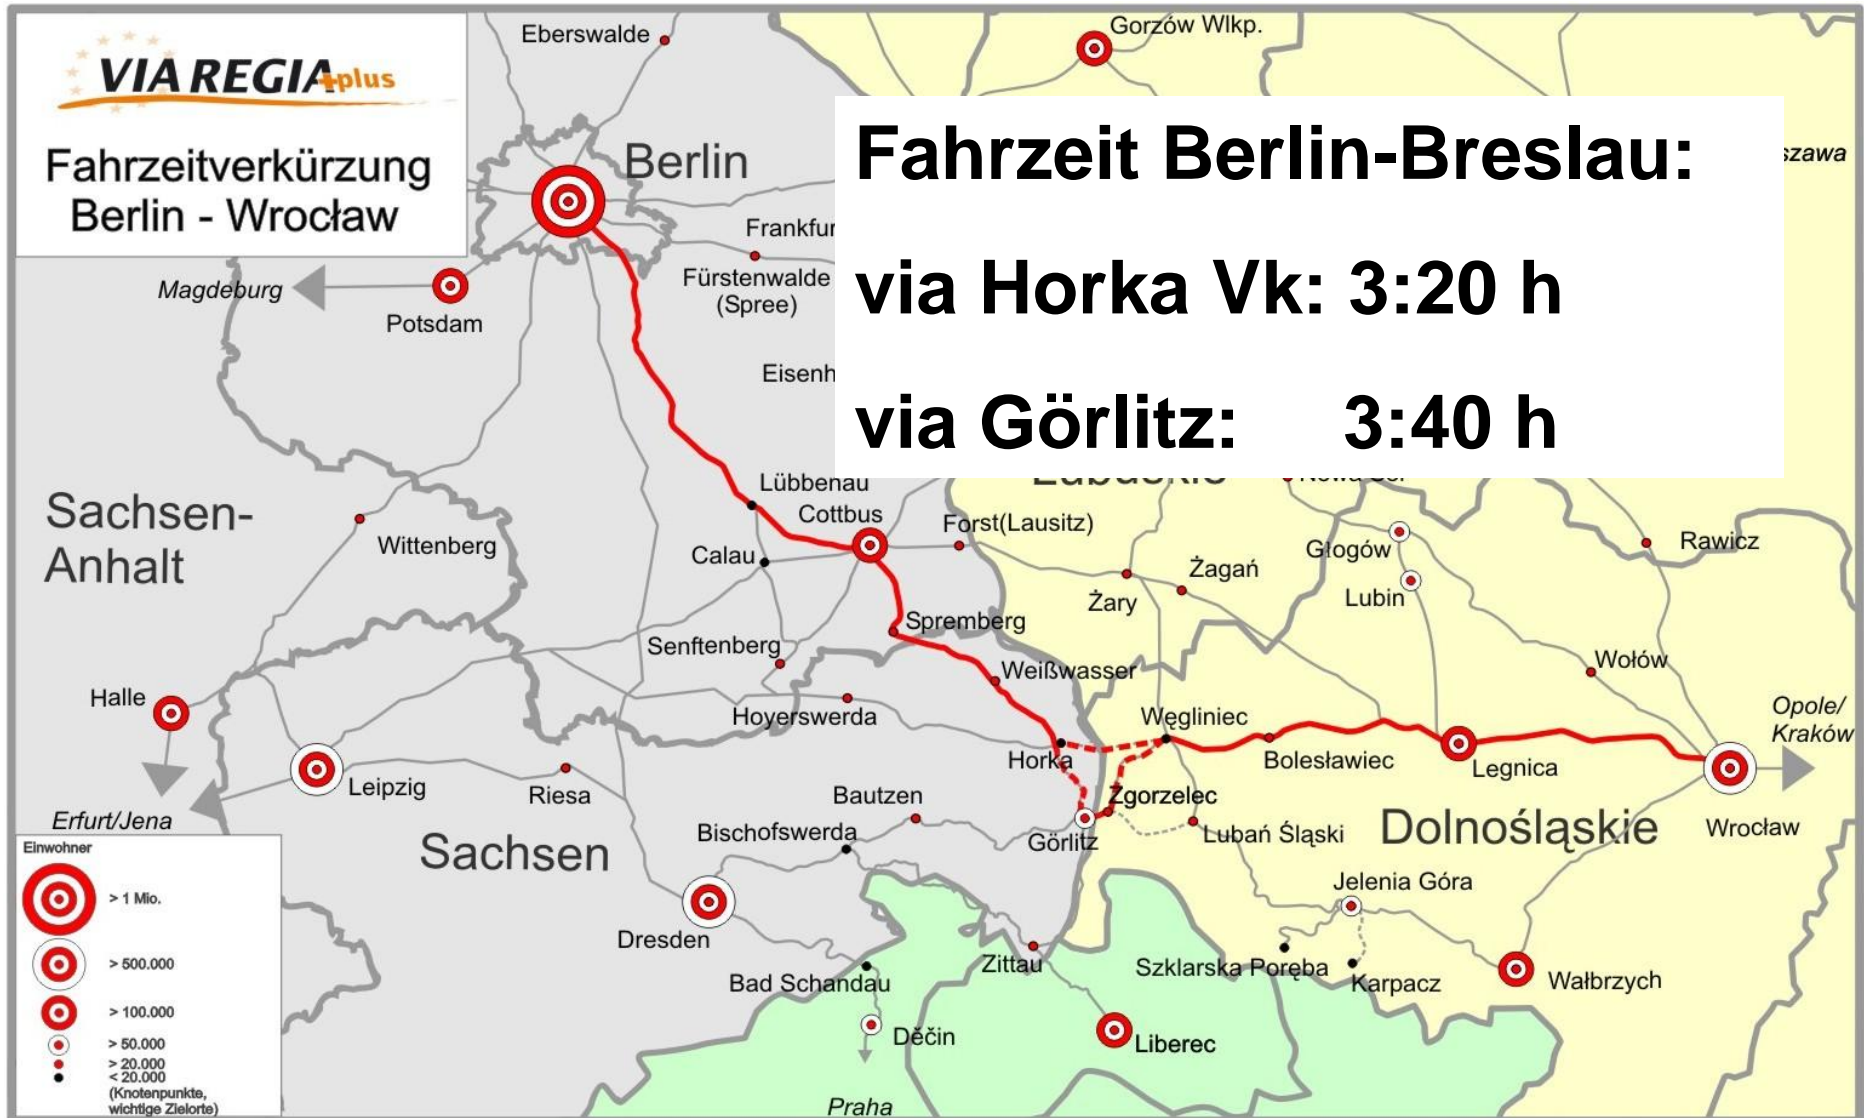 VIA REGIA plus
Fahrzeitverkürzung
Berlin - Wrocław
Eberswalde
Gorzów Wlkp.
Berlin
Fahrzeit Berlin-Breslau:
via Horka Vk: 3:20 h
via Görlitz: 3:40 h
szawa
Frankfur
Fürstenwalde
(Spree)
Magdeburg
Potsdam
Eisenh
Lübbenau
Cottbus
Forst(Lausitz)
Sachsen-
Anhalt
Wittenberg
Calau
Głogów
Rawicz
Żagań
Żary
Lubin
Spremberg
Senftenberg
Weißwasser
Wołów
Halle
Hoyerswerda
Węgliniec
Opole/
Kraków
Horka
Bolesławiec
Legnica
Leipzig
Riesa
Bautzen
Zgorzelec
Erfurt/Jena
Bischofswerda
Görlitz
Lubań Śląski
Dolnośląskie
Wrocław
Sachsen
Jelenia Góra
Dresden
Zittau
Szklarska Poręba
Karpacz
Wałbrzych
Bad Schandau
Děčin
Liberec
Praha
Einwohner
> 1 Mio.
> 500.000
> 100.000
> 50.000
> 20.000
< 20.000
(Knotenpunkte,
wichtige Zielorte)